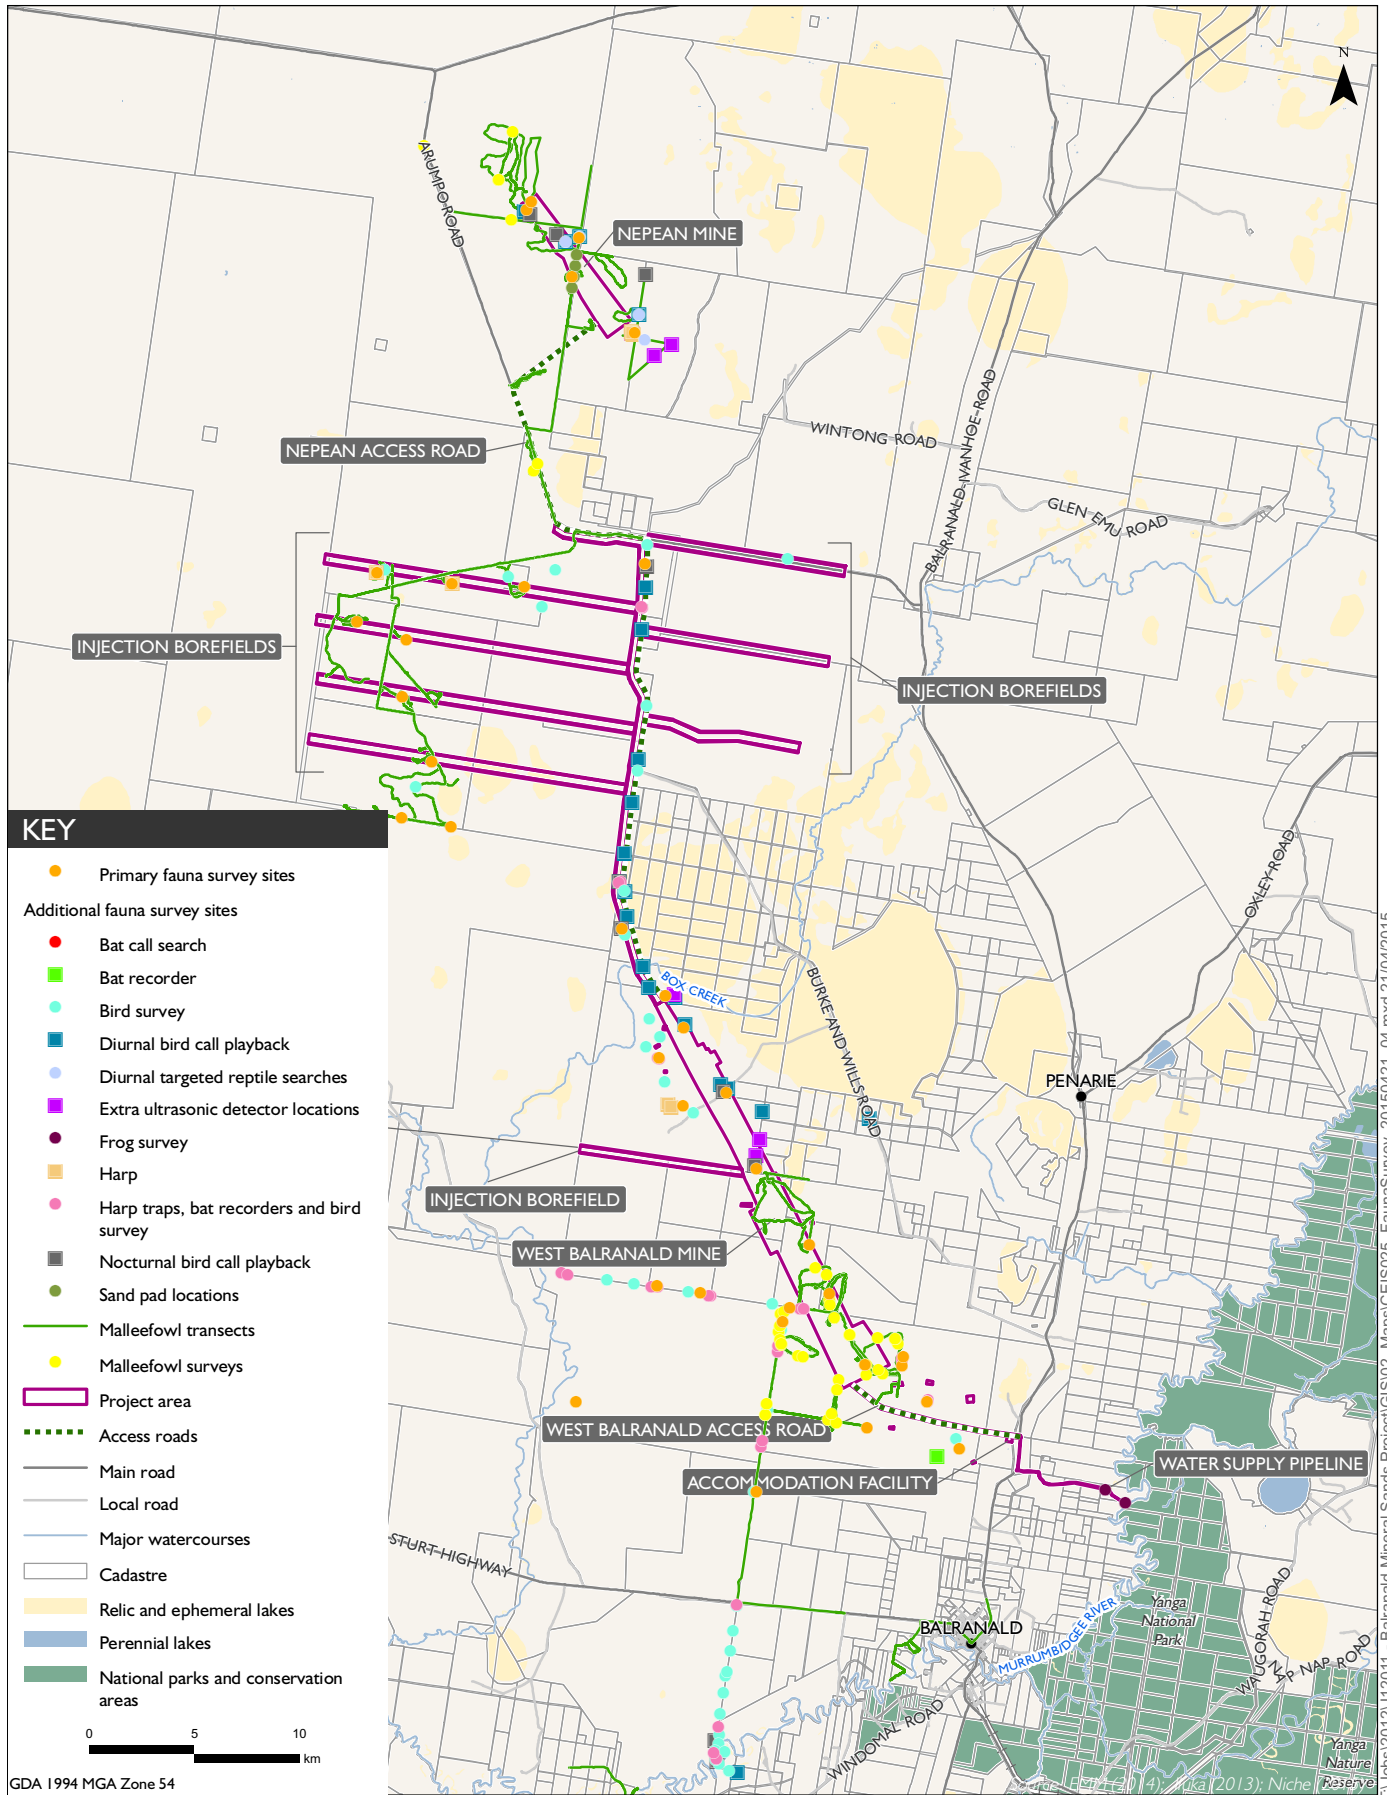 N
ARUMPO ROAD
NEPEAN MINE
WINTONG ROAD
BALRANALD-IVANHOE-ROAD
NEPEAN ACCESS ROAD
GLEN EMU ROAD
INJECTION BOREFIELDS
INJECTION BOREFIELDS
OXLEY ROAD
BOX CREEK
BURKE AND WILLS ROAD
PENARIE
INJECTION BOREFIELD
WEST BALRANALD MINE
WEST BALRANALD ACCESS ROAD
WATER SUPPLY PIPELINE
ACCOMMODATION FACILITY
STURT HIGHWAY
BALRANALD
MURRUMBIDGEE RIVER
Yanga
National
Park
WAUGORAH ROAD
NAP NAP ROAD
WINDOMAL ROAD
Yanga
Nature
Reserve
KEY
Primary fauna survey sites
Additional fauna survey sites
Bat call search
Bat recorder
Bird survey
Diurnal bird call playback
Diurnal targeted reptile searches
Extra ultrasonic detector locations
Frog survey
Harp
Harp traps, bat recorders and bird
survey
Nocturnal bird call playback
Sand pad locations
Malleefowl transects
Malleefowl surveys
Project area
Access roads
Main road
Local road
Major watercourses
Cadastre
Relic and ephemeral lakes
Perennial lakes
National parks and conservation
areas
0 5 10
km
GDA 1994 MGA Zone 54
Source: EMM (2014); Iluka (2013); Niche